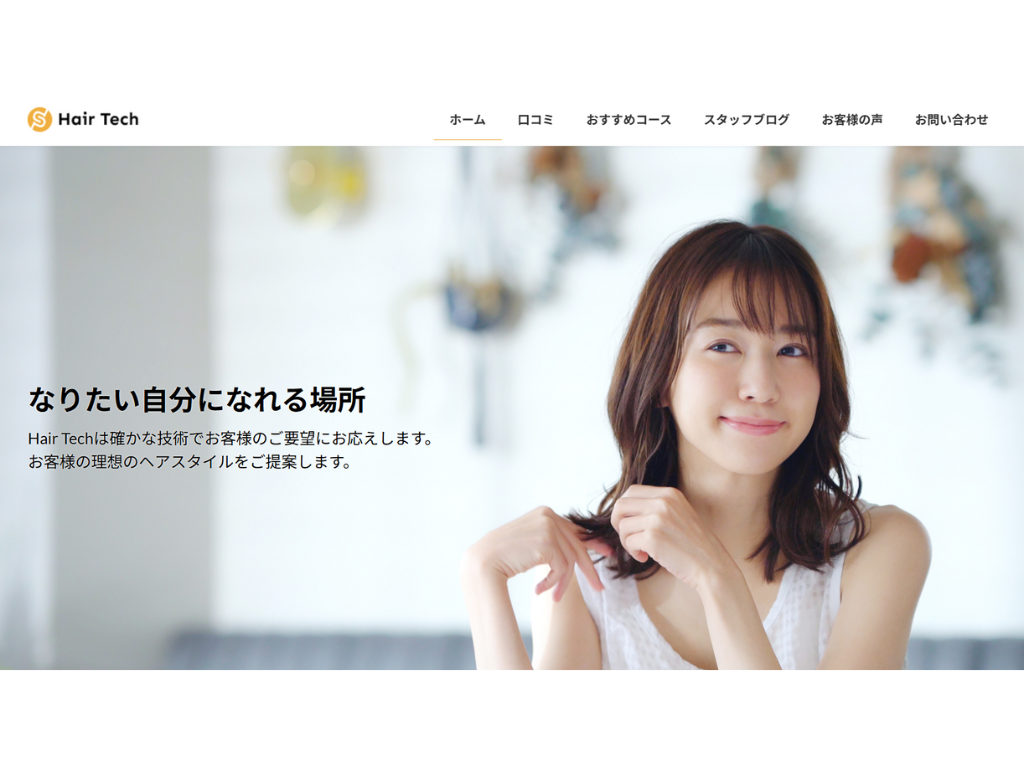 Hair Tech
ホーム 口コミ おすすめコース スタッフブログ お客様の声 お問い合わせ
なりたい自分になれる場所
Hair Techは確かな技術でお客様のご要望にお応えします。
お客様の理想のヘアスタイルをご提案します。